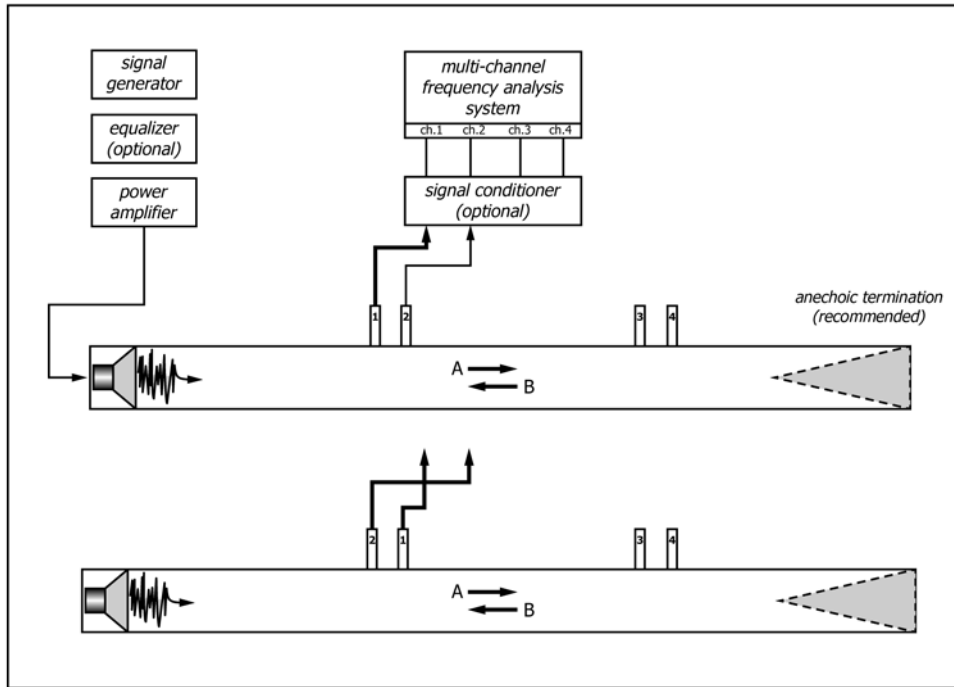 signal
generator
equalizer
(optional)
power
amplifier
multi-channel
frequency analysis
system
ch.1 ch.2 ch.3 ch.4
signal conditioner
(optional)
1 2 3 4
anechoic termination
(recommended)
A
B
2 1 3 4
A
B